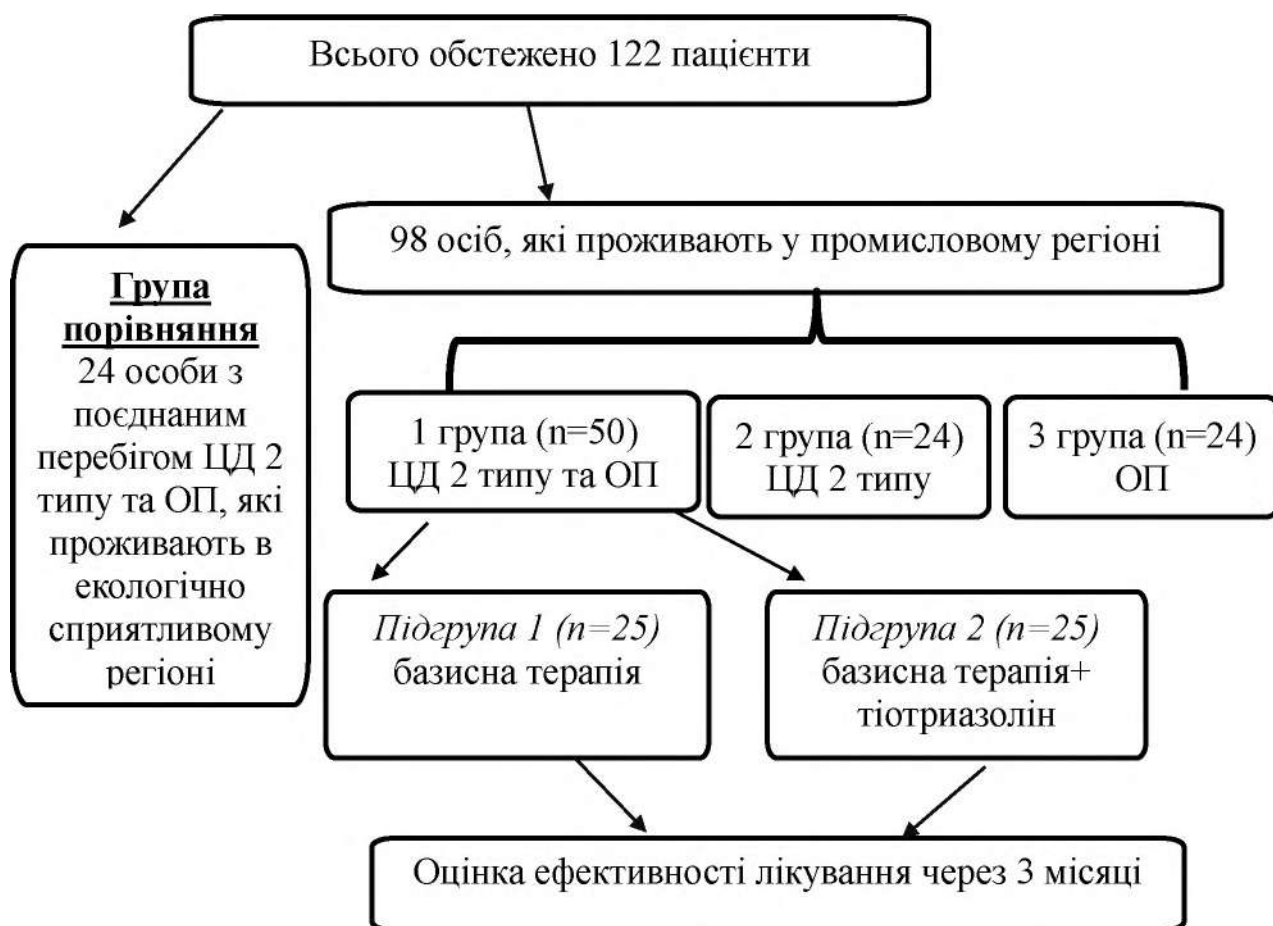 Всього обстежено 122 пацієнти
98 осіб, які проживають у промисловому регіоні
Група
порівняння
24 особи з
поєднаним
перебігом ЦД 2
типу та ОП, які
проживають в
екологічно
сприятливому
регіоні
1 група (n=50)
ЦД 2 типу та ОП
2 група (n=24)
ЦД 2 типу
3 група (n=24)
ОП
Підгрупа 1 (n=25)
базисна терапія
Підгрупа 2 (n=25)
базисна терапія+
тіотриазолін
Оцінка ефективності лікування через 3 місяці